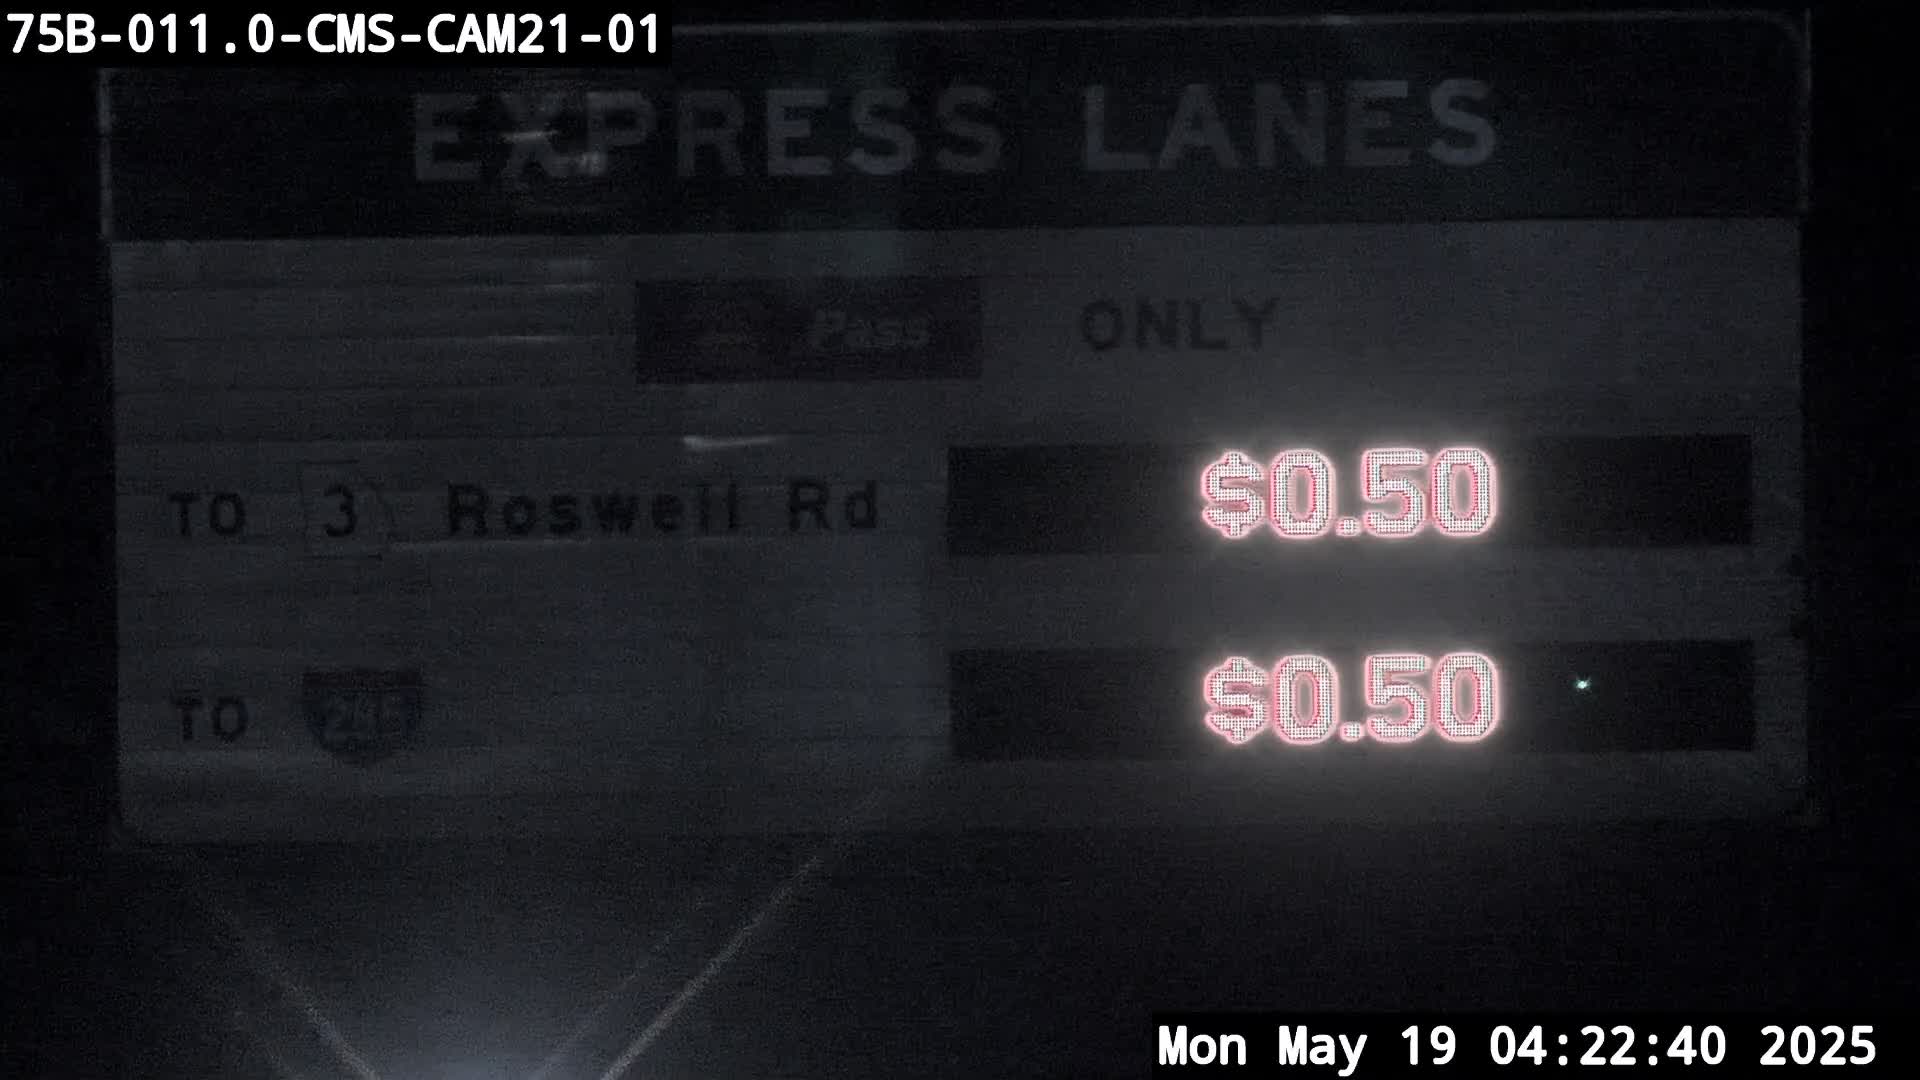 75B-011.0-CMS-CAM21-01
EXPRESS LANES
Pass ONLY
TO 3 Roswell Rd $0.50
TO $0.50
Mon May 19 04:22:40 2025